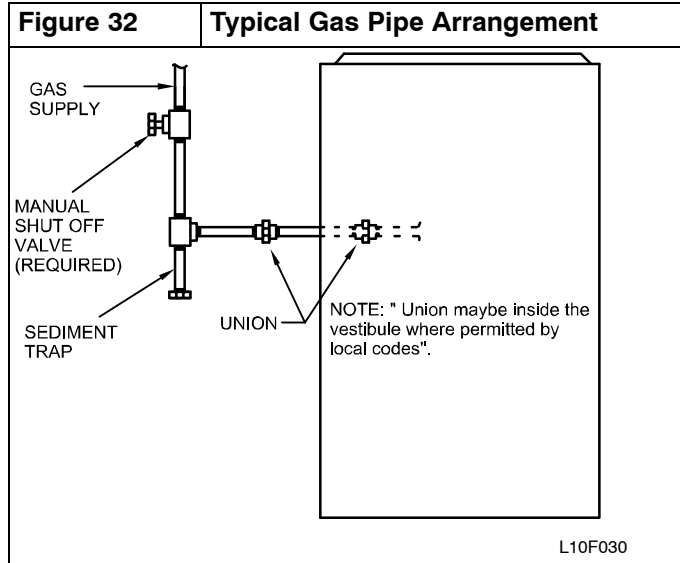 Figure 32 Typical Gas Pipe Arrangement
GAS
SUPPLY
MANUAL
SHUT OFF
VALVE
(REQUIRED)
SEDIMENT
TRAP
UNION
NOTE: " Union maybe inside the
vestibule where permitted by
local codes".
L10F030